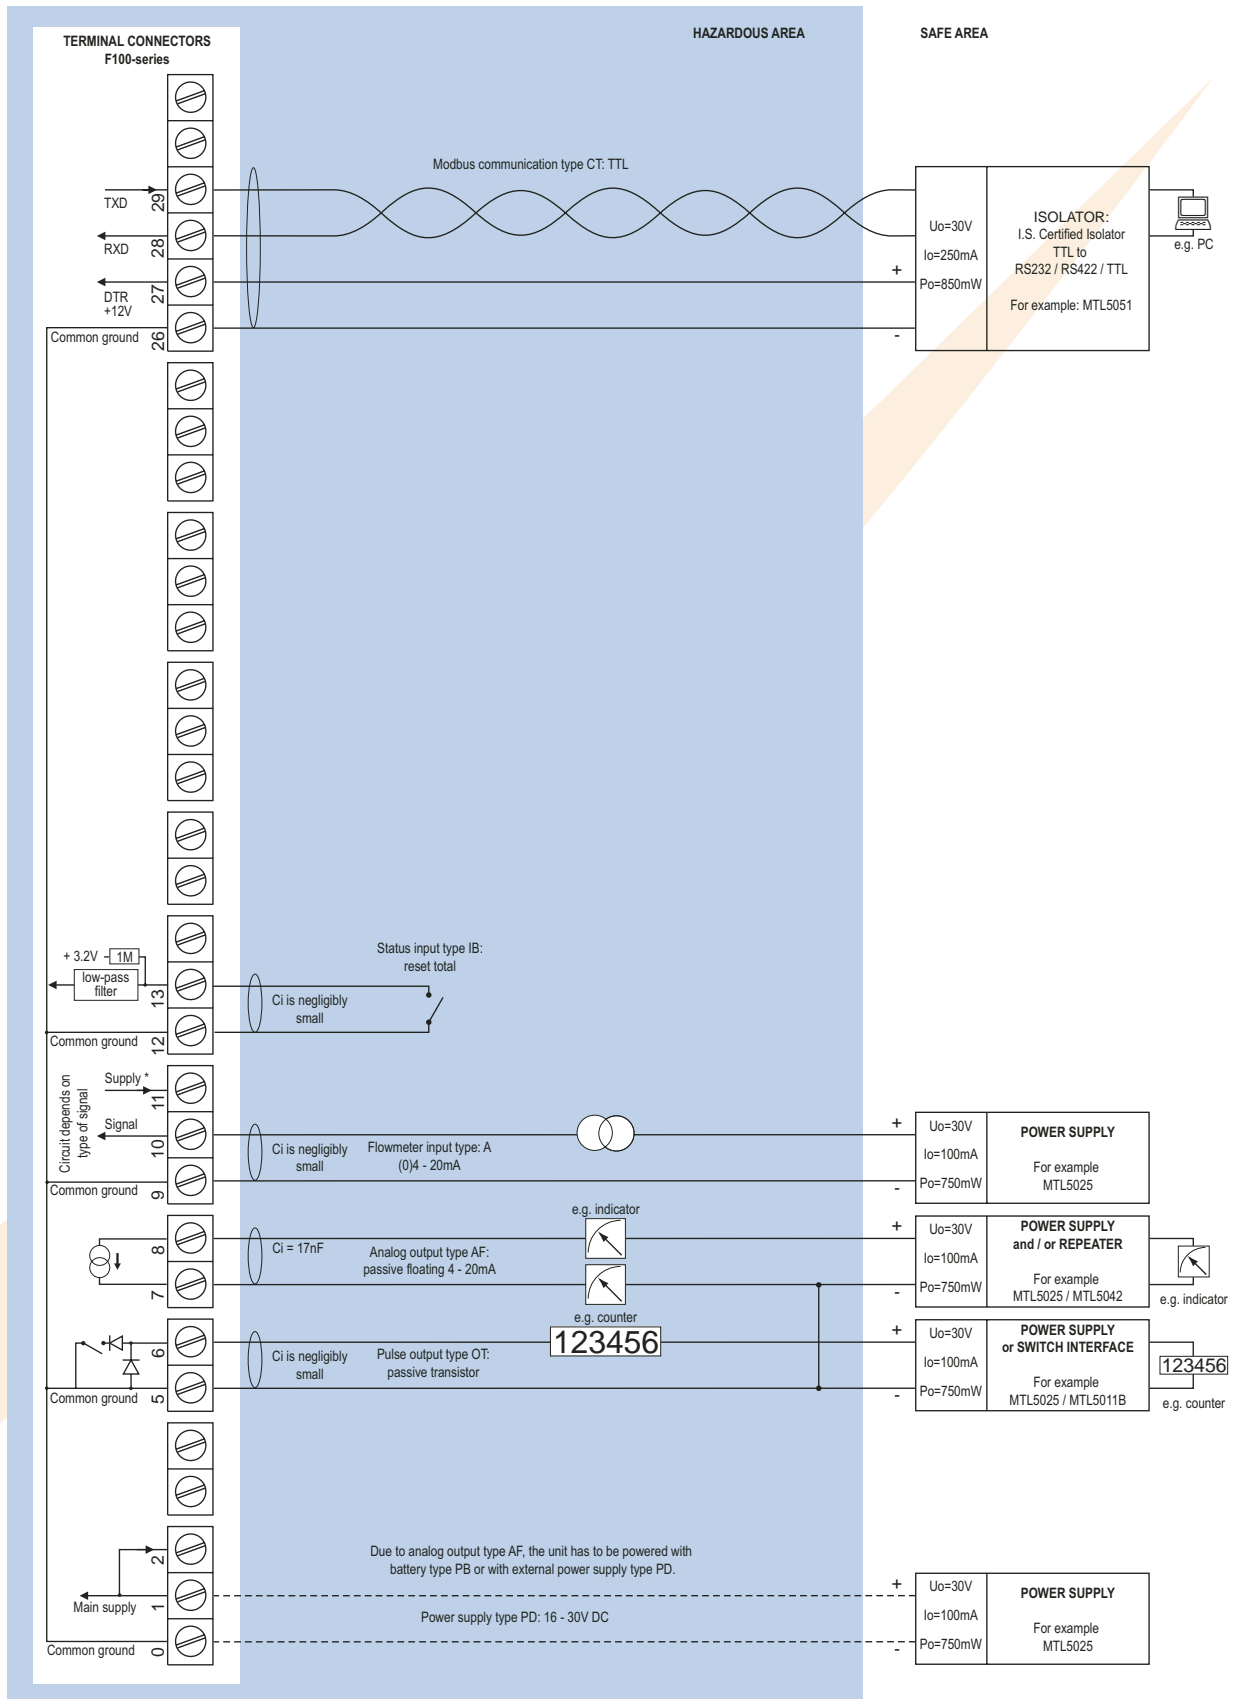 TERMINAL CONNECTORS
F100-series
HAZARDOUS AREA
SAFE AREA
Modbus communication type CT: TTL
TXD
29
RXD
28
DTR
+12V
27
Common ground
26
+
-
Uo=30V
Io=250mA
Po=850mW
ISOLATOR:
I.S. Certified Isolator
TTL to
RS232 / RS422 / TTL
For example: MTL5051
e.g. PC
+ 3.2V
1M
low-pass
filter
13
Common ground
12
Ci is negligibly
small
Status input type IB:
reset total
Circuit depends on
type of signal
Supply *
11
Signal
10
Common ground
9
Ci is negligibly
small
Flowmeter input type: A
(0)4 - 20mA
+
-
Uo=30V
Io=100mA
Po=750mW
POWER SUPPLY
For example
MTL5025
8
7
Ci = 17nF
Analog output type AF:
passive floating 4 - 20mA
e.g. indicator
+
-
Uo=30V
Io=100mA
Po=750mW
POWER SUPPLY
and / or REPEATER
For example
MTL5025 / MTL5042
e.g. indicator
6
Common ground
5
Ci is negligibly
small
Pulse output type OT:
passive transistor
e.g. counter
123456
+
-
Uo=30V
Io=100mA
Po=750mW
POWER SUPPLY
or SWITCH INTERFACE
For example
MTL5025 / MTL5011B
123456
e.g. counter
2
Main supply
1
Common ground
0
Due to analog output type AF, the unit has to be powered with
battery type PB or with external power supply type PD.
Power supply type PD: 16 - 30V DC
+
-
Uo=30V
Io=100mA
Po=750mW
POWER SUPPLY
For example
MTL5025